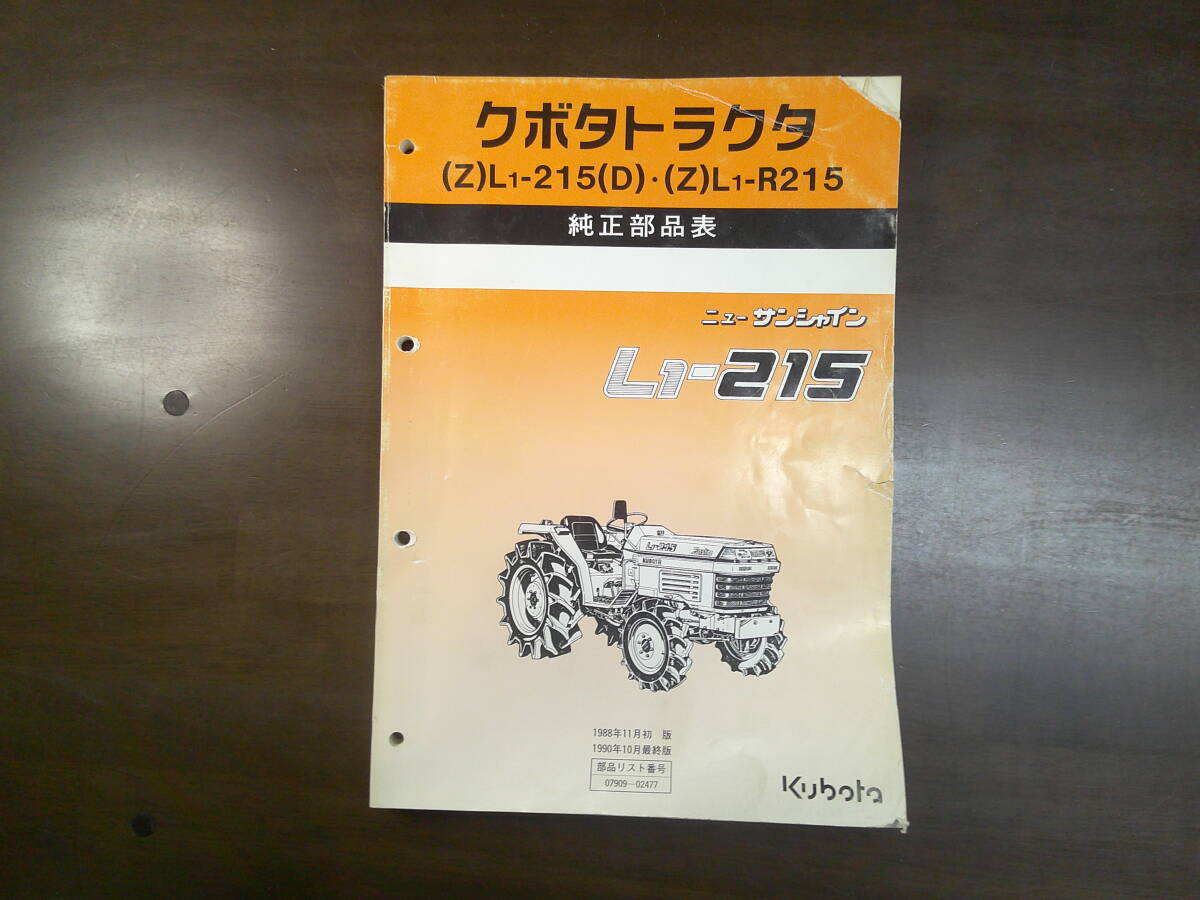 クボタトラクタ
(Z)L1-215(D)・(Z)L1-R215
純正部品表
ニューサンシャイン
L1-215
L1-215
KUBOTA
1988年11月初 版
1990年10月最終版
部品リスト番号
07909-02477
Kubota